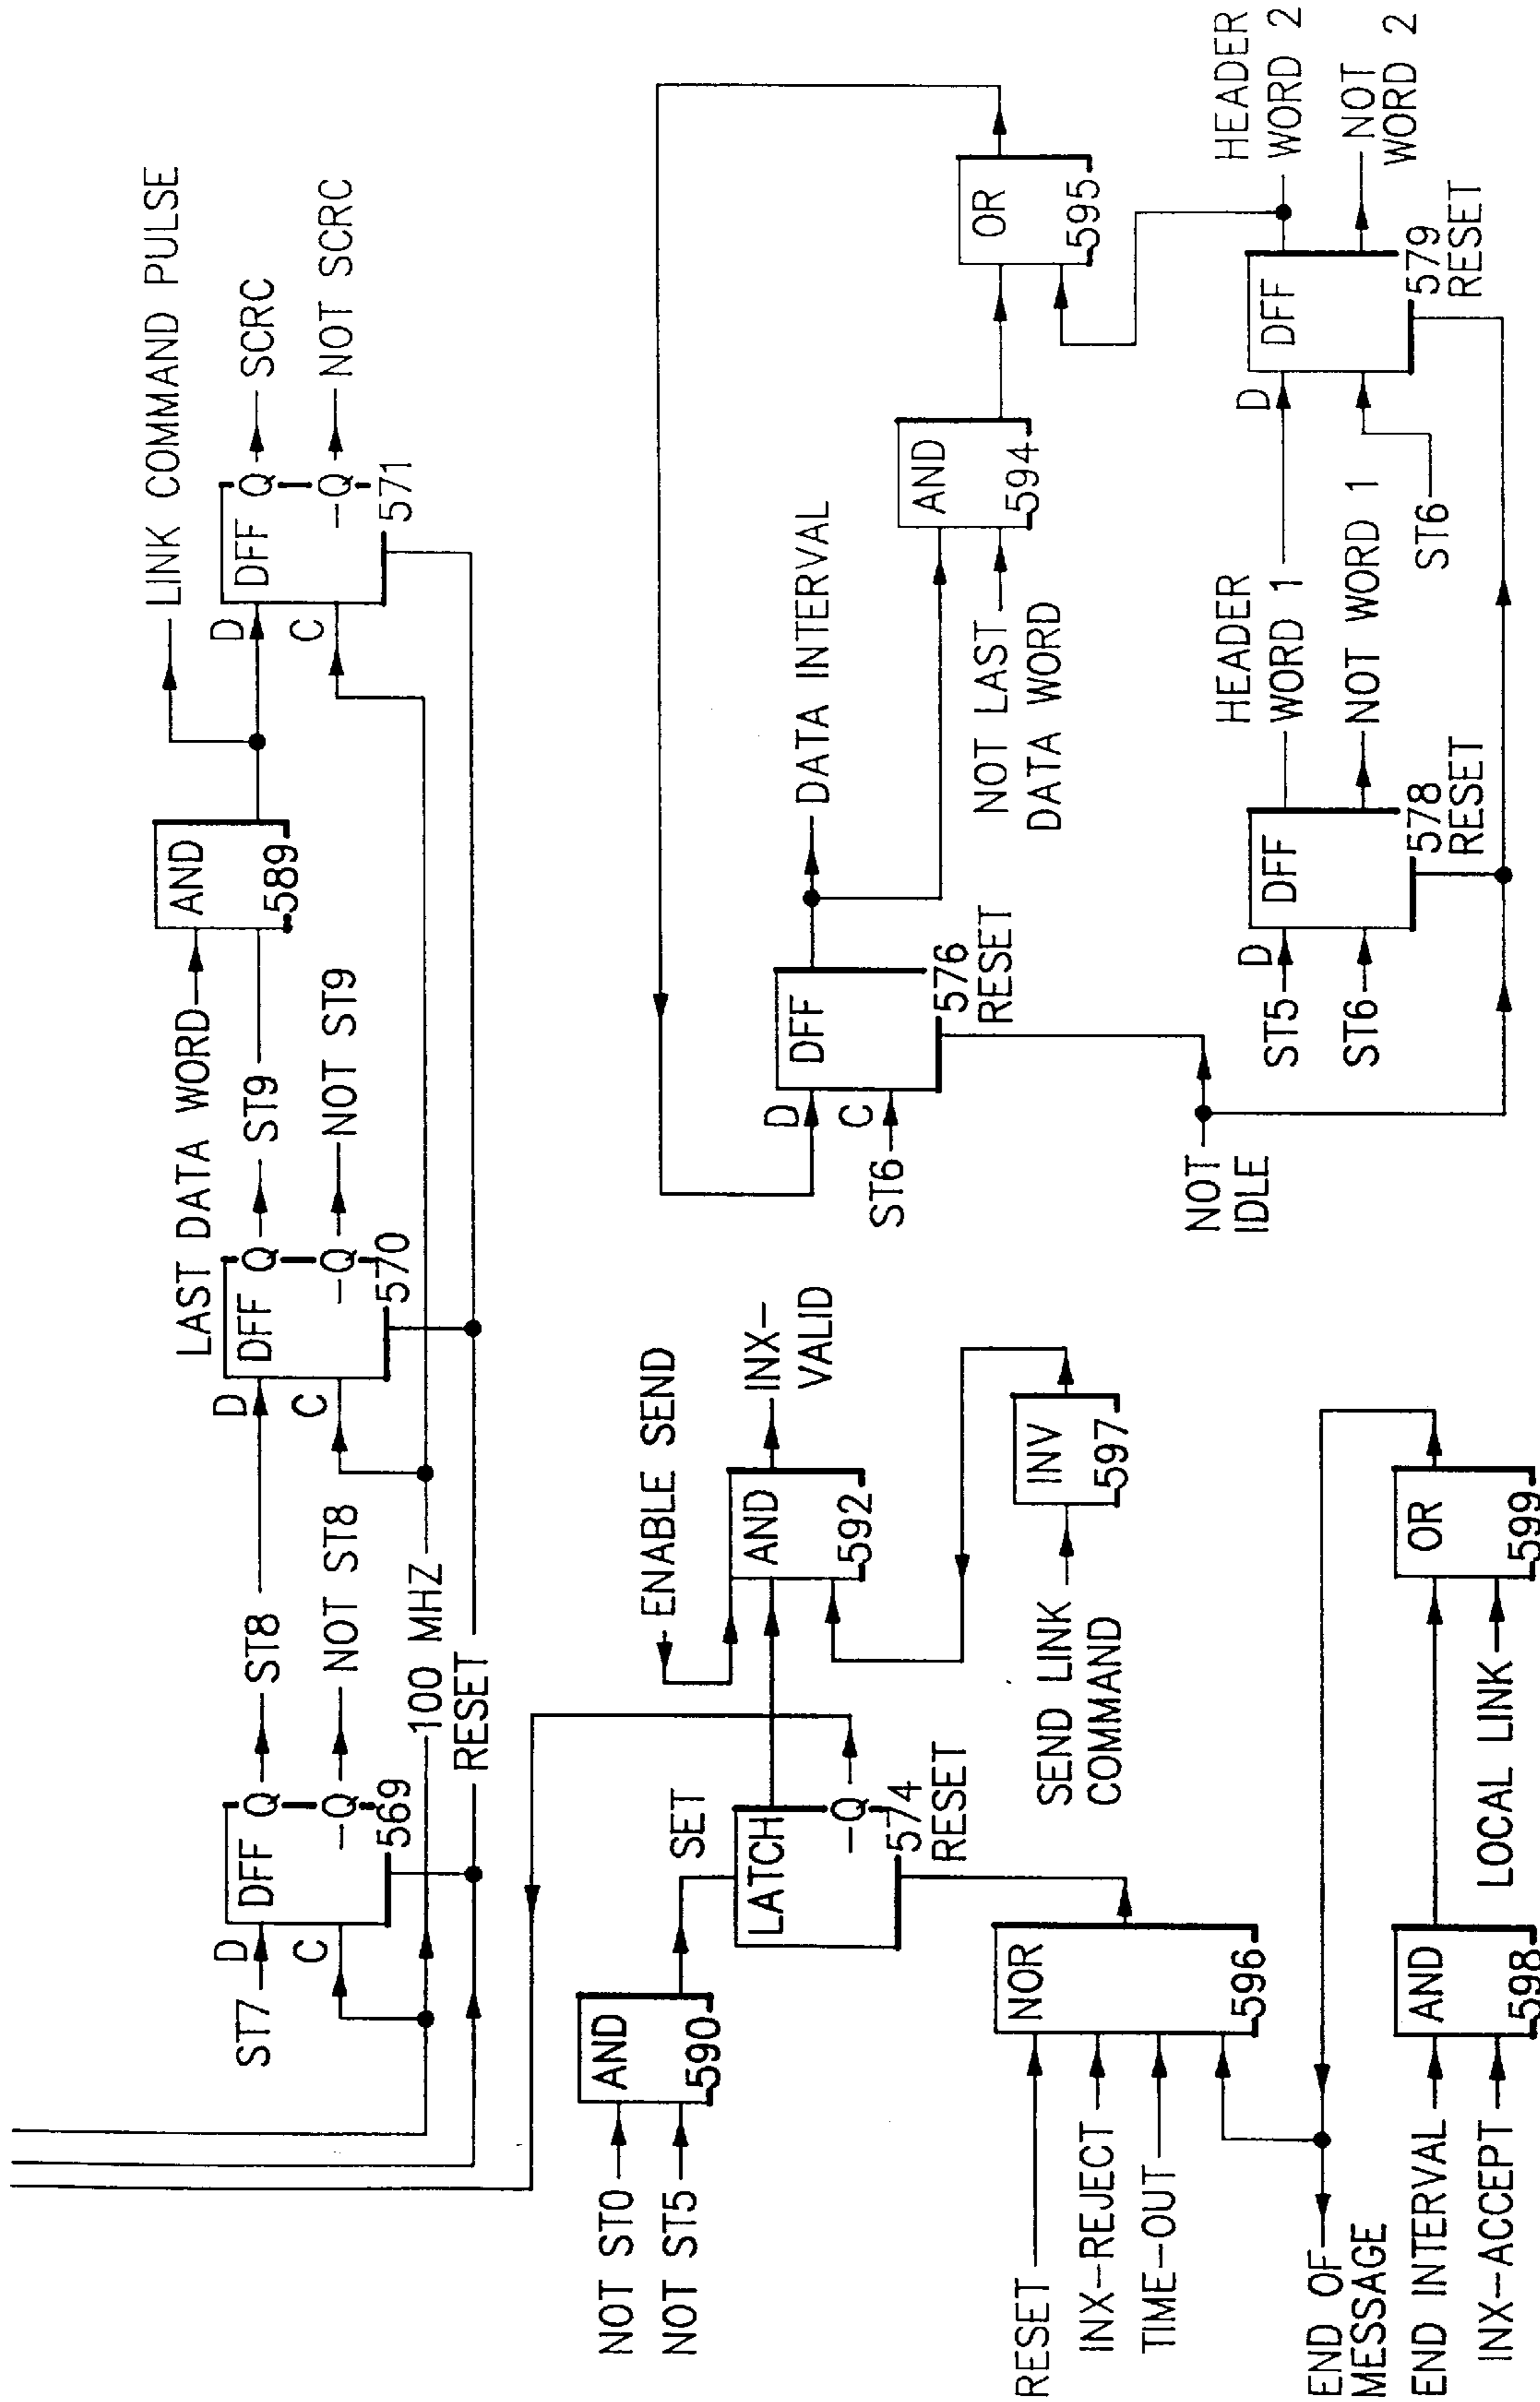 LINK COMMAND PULSE
LAST DATA WORD
AND
589
ST7
D
C
DFF
Q
-Q
569
ST8
NOT ST8
D
C
DFF
Q
-Q
570
ST9
NOT ST9
D
C
DFF
Q
-Q
571
SCRC
NOT SCRC
100 MHZ
RESET
NOT ST0
NOT ST5
AND
590
SET
LATCH
-Q
574
RESET
ENABLE SEND
AND
592
INX-
VALID
SEND LINK
COMMAND
INV
597
RESET
INX-REJECT
TIME-OUT
NOR
596
END OF
MESSAGE
END INTERVAL
INX-ACCEPT
AND
598
LOCAL LINK
OR
599
D
C
ST6
DFF
576
RESET
DATA INTERVAL
NOT LAST
DATA WORD
AND
594
OR
595
NOT
IDLE
ST5
D
ST6
DFF
578
RESET
HEADER
WORD 1
NOT WORD 1
D
ST6
DFF
579
RESET
HEADER
WORD 2
NOT
WORD 2